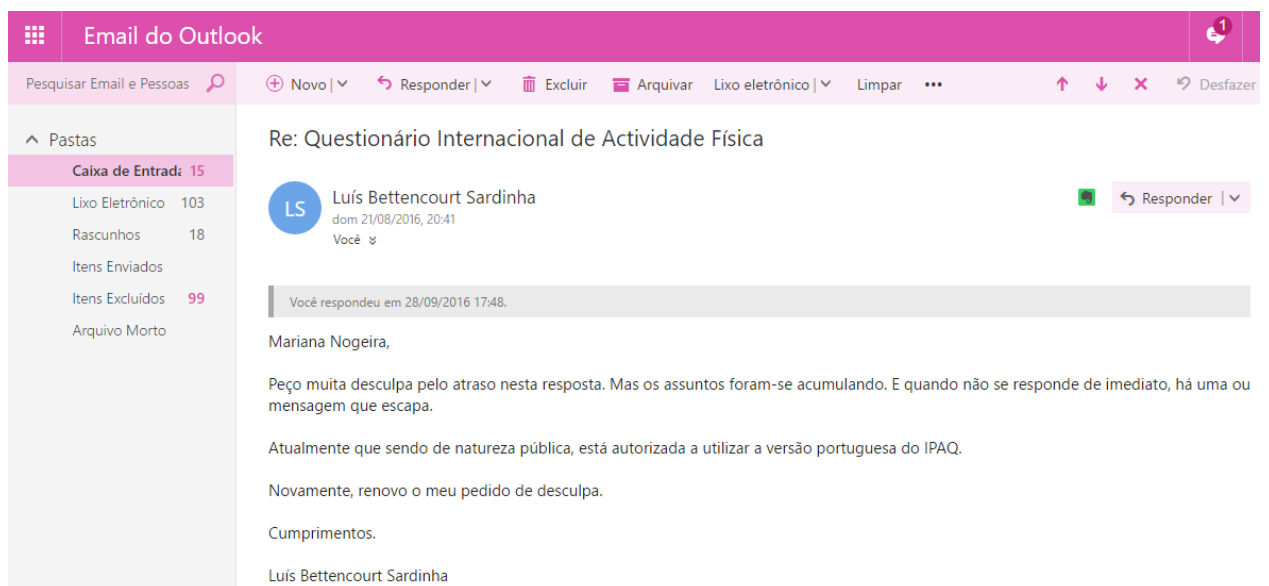 Email do Outlook
1
Pesquisar Email e Pessoas
Novo | Responder | Excluir Arquivar Lixo eletrônico | Limpar ••• Desfazer
Pastas
Caixa de Entrada 15
Lixo Eletrônico 103
Rascunhos 18
Itens Enviados
Itens Excluídos 99
Arquivo Morto
Re: Questionário Internacional de Actividade Física
LS
Luís Bettencourt Sardinha
dom 21/08/2016, 20:41
Você
Responder |
Você respondeu em 28/09/2016 17:48.
Mariana Nogeira,
Peço muita desculpa pelo atraso nesta resposta. Mas os assuntos foram-se acumulando. E quando não se responde de imediato, há uma ou
mensagem que escapa.
Atualmente que sendo de natureza pública, está autorizada a utilizar a versão portuguesa do IPAQ.
Novamente, renovo o meu pedido de desculpa.
Cumprimentos.
Luís Bettencourt Sardinha